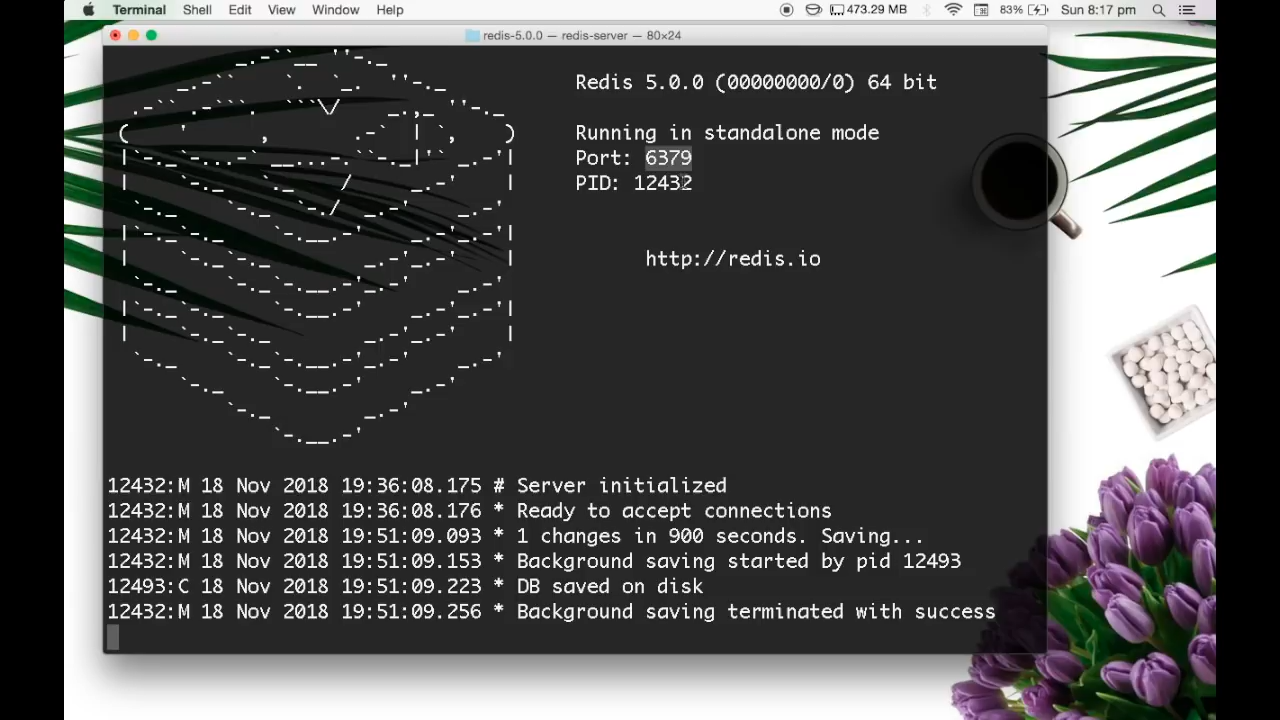 Terminal Shell Edit View Window Help 473.29 MB 83% Sun 8:17 pm
redis-5.0.0 — redis-server — 80×24
Redis 5.0.0 (00000000/0) 64 bit
Running in standalone mode
Port: 6379
PID: 12432
http://redis.io
12432:M 18 Nov 2018 19:36:08.175 # Server initialized
12432:M 18 Nov 2018 19:36:08.176 * Ready to accept connections
12432:M 18 Nov 2018 19:51:09.093 * 1 changes in 900 seconds. Saving...
12432:M 18 Nov 2018 19:51:09.153 * Background saving started by pid 12493
12493:C 18 Nov 2018 19:51:09.223 * DB saved on disk
12432:M 18 Nov 2018 19:51:09.256 * Background saving terminated with success